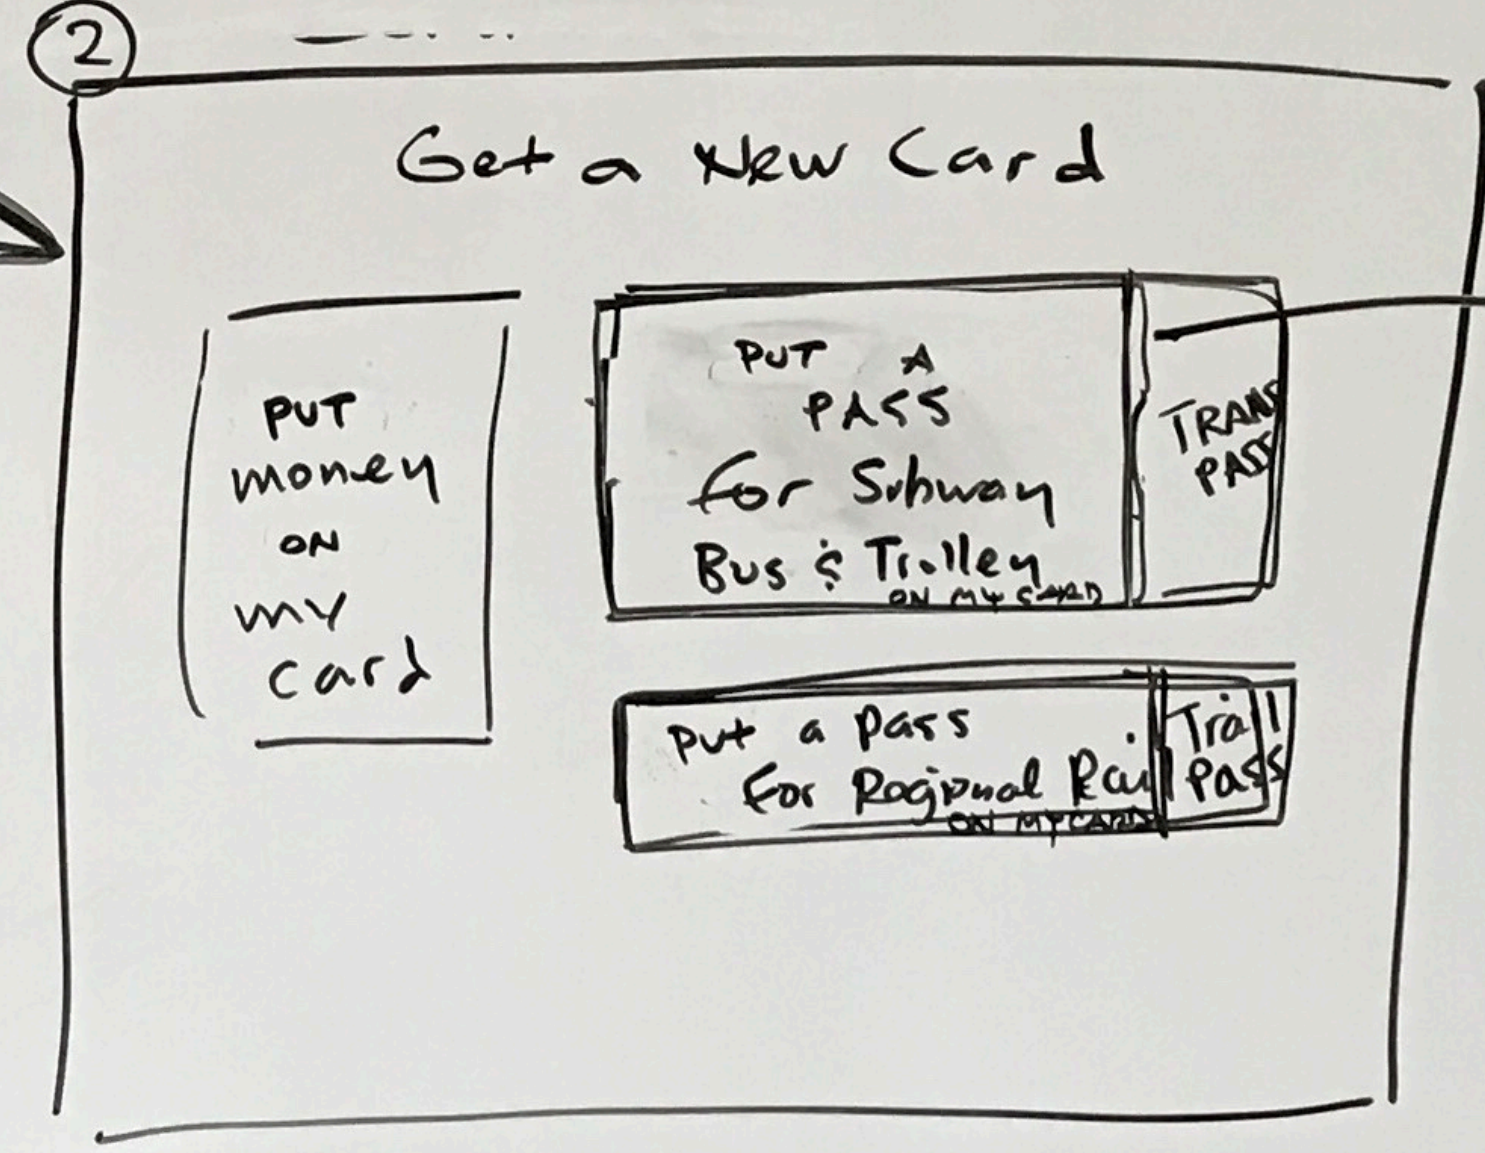 2
Get a New Card
PUT
money
ON
MY
card
PUT A
PASS
For Subway
Bus & Trolley
ON MY CARD
TRANS
PASS
Put a pass
For Regional Rail
ON MY CARD
Trail
Pass